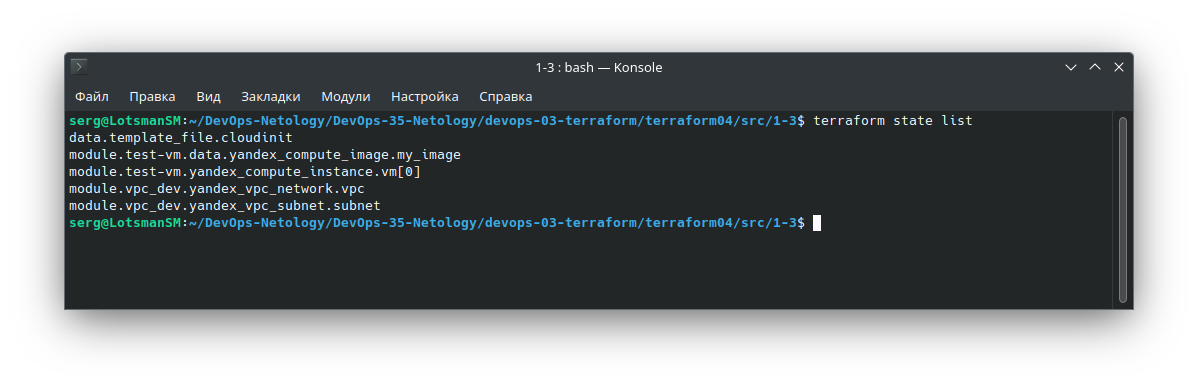 1-3 : bash — Konsole
Файл Правка Вид Закладки Модули Настройка Справка
serg@LotsmanSM:~/DevOps-Netology/DevOps-35-Netology/devops-03-terraform/terraform04/src/1-3$ terraform state list
data.template_file.cloudinit
module.test-vm.data.yandex_compute_image.my_image
module.test-vm.yandex_compute_instance.vm[0]
module.vpc_dev.yandex_vpc_network.vpc
module.vpc_dev.yandex_vpc_subnet.subnet
serg@LotsmanSM:~/DevOps-Netology/DevOps-35-Netology/devops-03-terraform/terraform04/src/1-3$